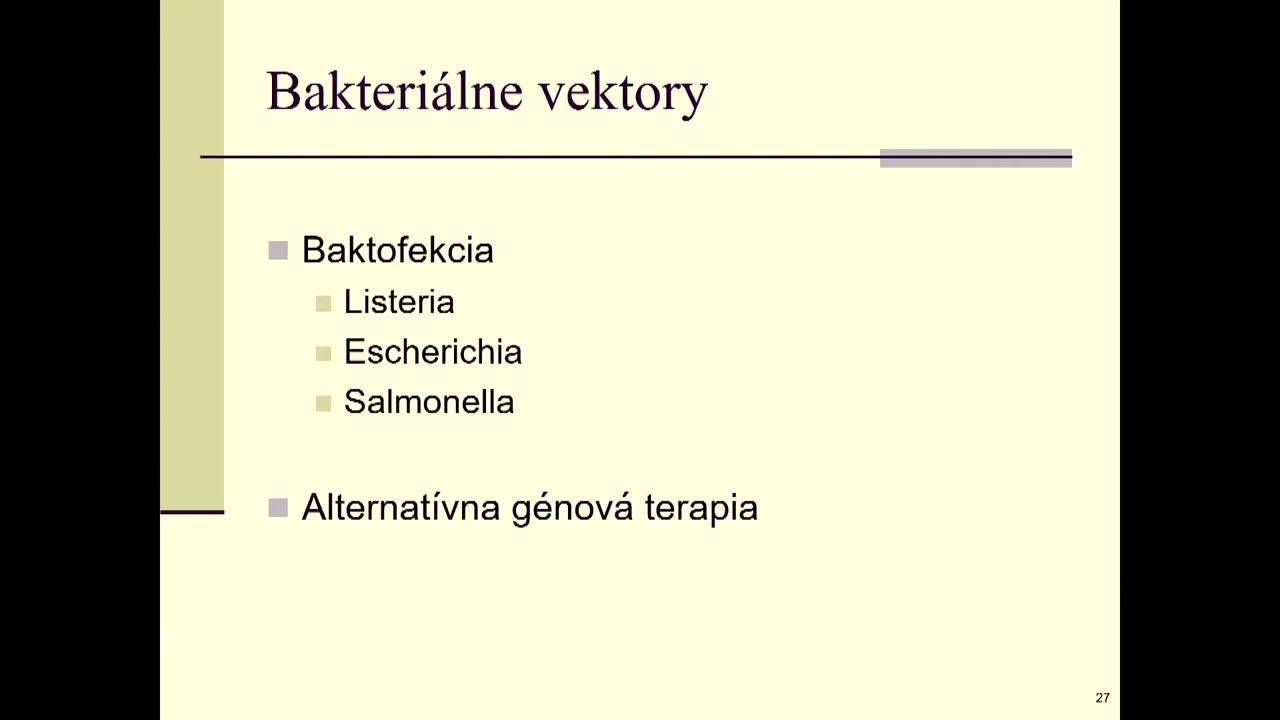 Bakteriálne vektory
Baktofekcia
Listeria
Escherichia
Salmonella
Alternatívna génová terapia
27